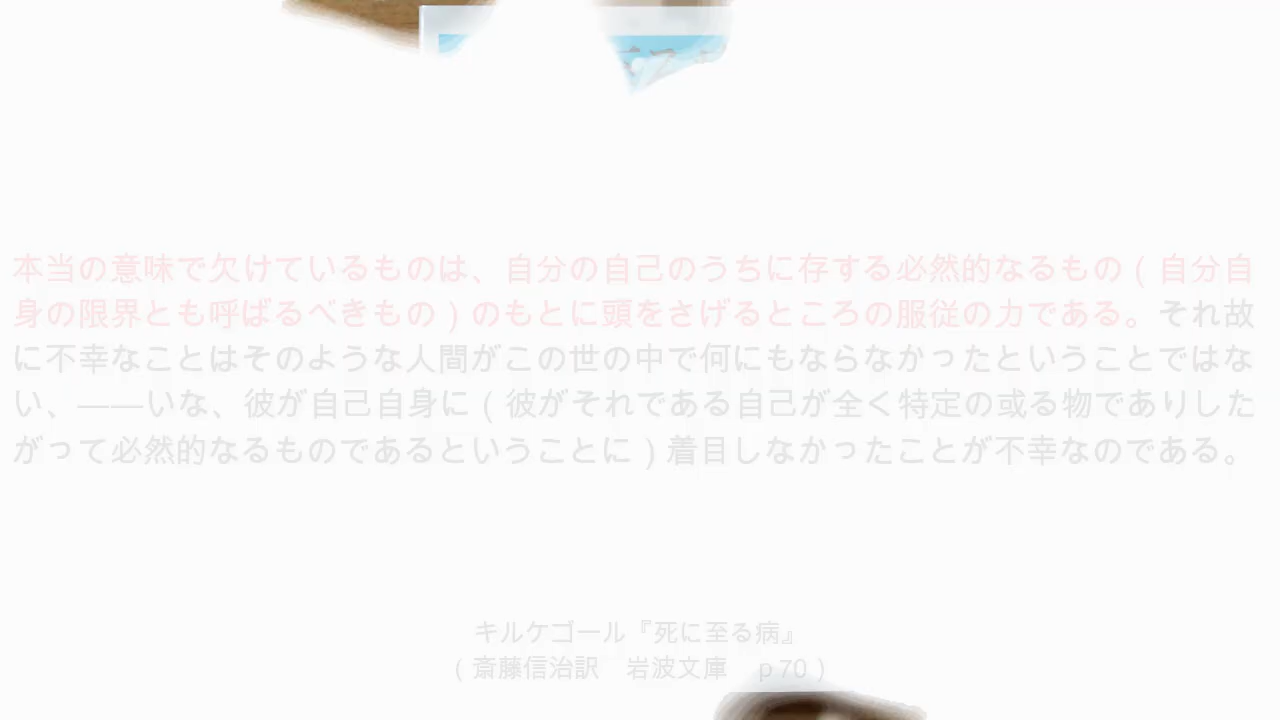 本当の意味で欠けているものは、自分の自己のうちに存する必然的なるもの(自分自
身の限界とも呼ばるべきもの)のもとに頭をさげるところの服従の力である。それ故
に不幸なことはそのような人間がこの世の中で何にもならなかったということではな
い、――いな、彼が自己自身に(彼がそれである自己が全く特定の或る物でありした
がって必然的なるものであるということに)着目しなかったことが不幸なのである。
キルケゴール『死に至る病』
(斎藤信治訳 岩波文庫 p70)